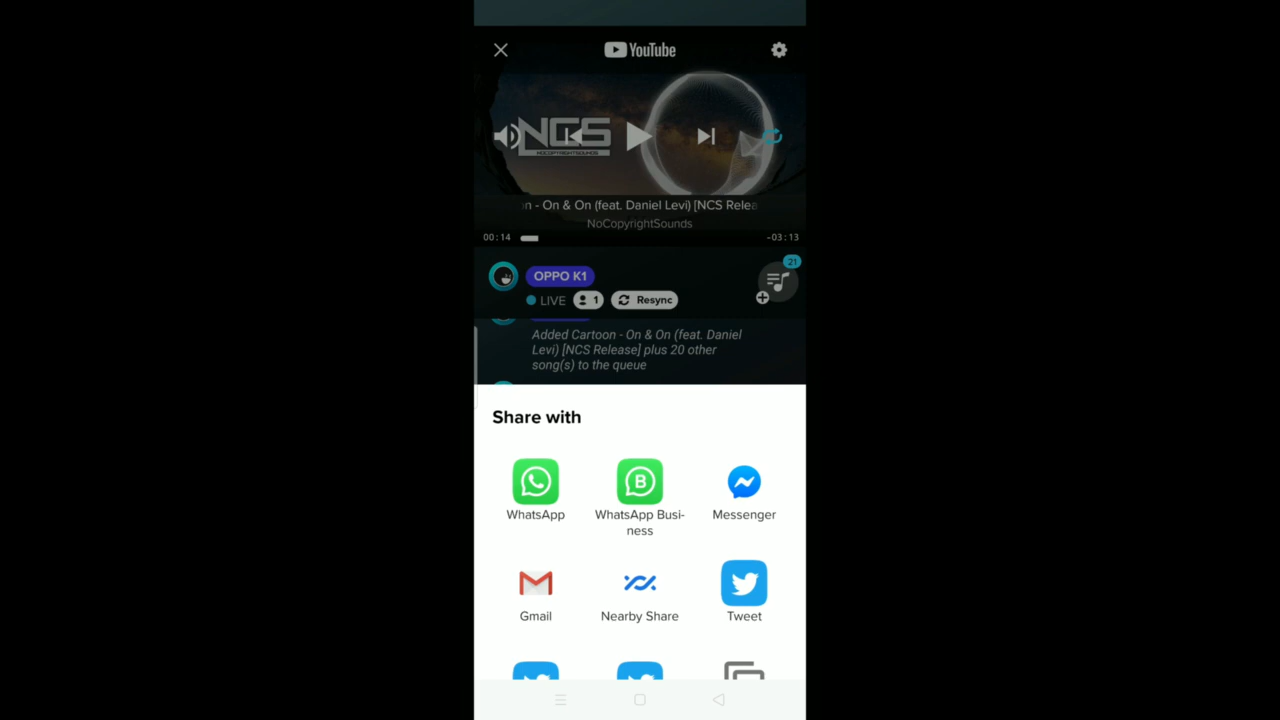 YouTube
NCS
NOCOPYRIGHTSOUNDS
on - On & On (feat. Daniel Levi) [NCS Relea
NoCopyrightSounds
00:14
-03:13
OPPO K1
21
LIVE
1
Resync
Added Cartoon - On & On (feat. Daniel
Levi) [NCS Release] plus 20 other
song(s) to the queue
Share with
WhatsApp
WhatsApp Busi-
ness
Messenger
Gmail
Nearby Share
Tweet